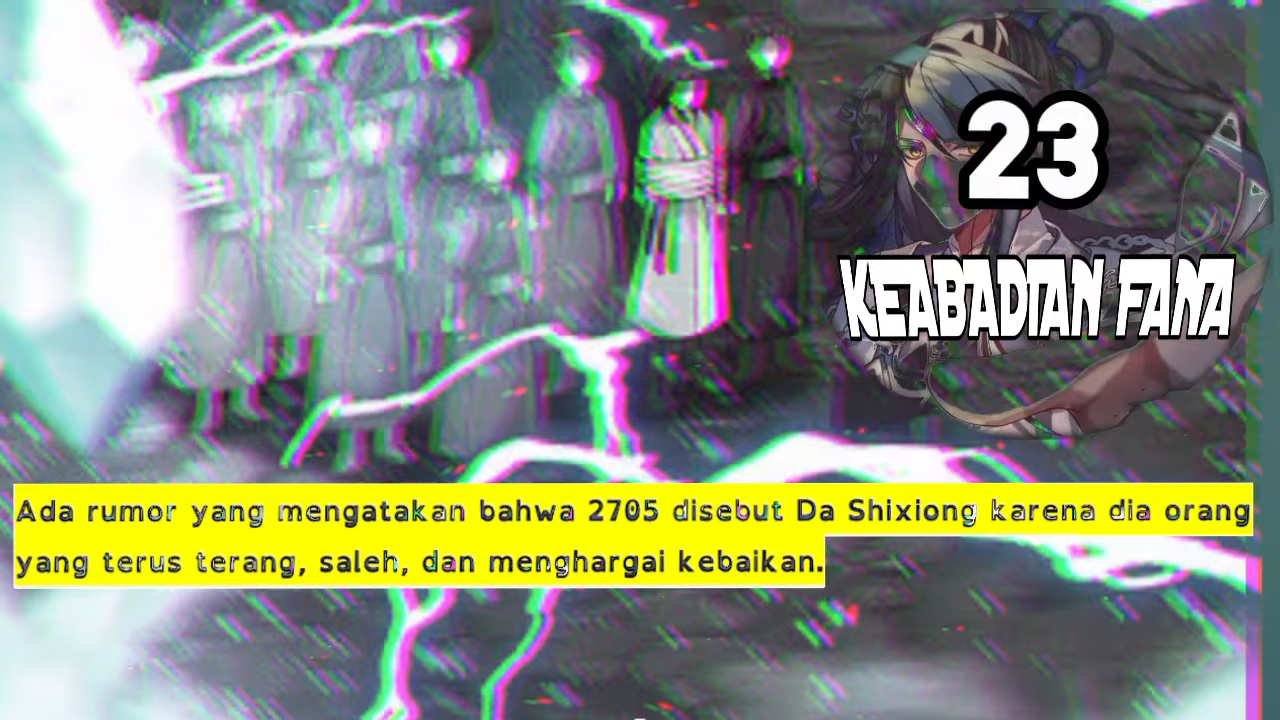 23
KEABADIAN FANA
Ada rumor yang mengatakan bahwa 2705 disebut Da Shixiong karena dia orang
yang terus terang, saleh, dan menghargai kebaikan.